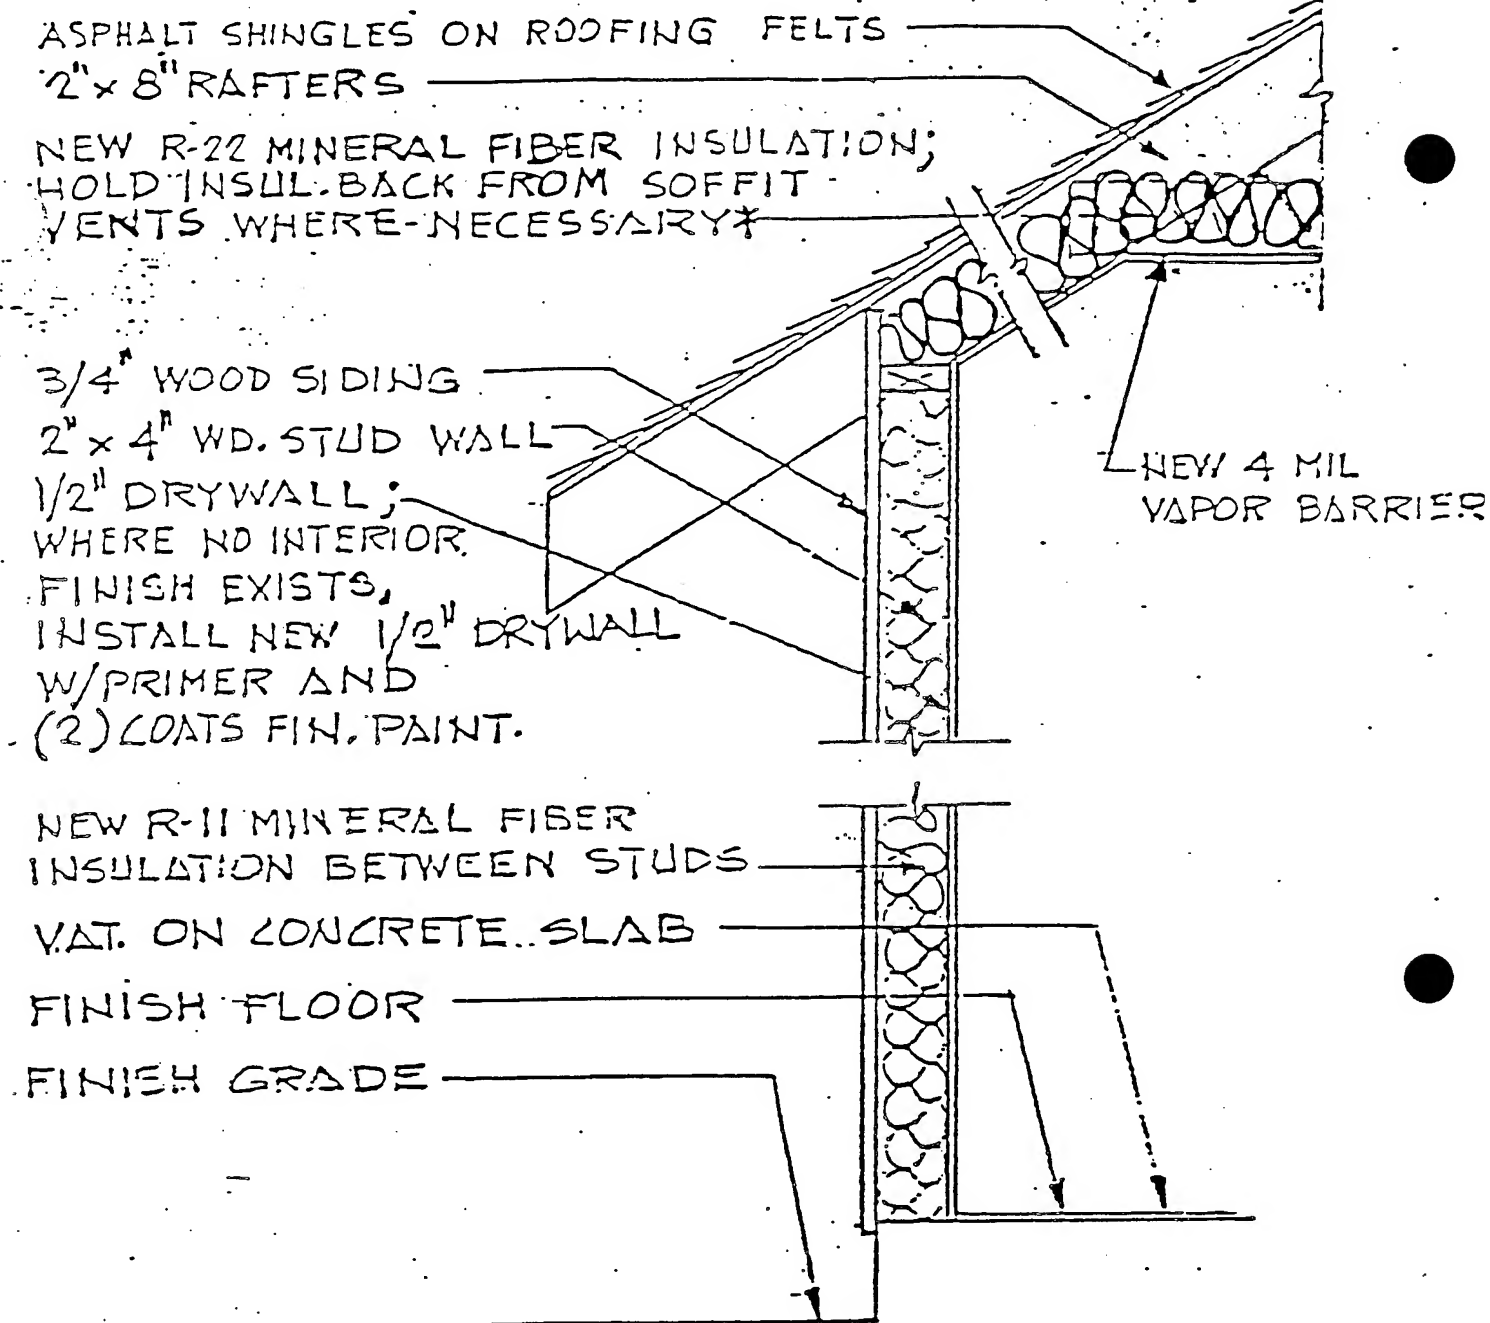 ASPHALT SHINGLES ON ROOFING FELTS
2" x 8" RAFTERS
NEW R-22 MINERAL FIBER INSULATION;
HOLD INSUL. BACK FROM SOFFIT
VENTS WHERE NECESSARY*
3/4" WOOD SIDING
2" x 4" WD. STUD WALL
1/2" DRYWALL;
WHERE NO INTERIOR
FINISH EXISTS,
INSTALL NEW 1/2" DRYWALL
W/PRIMER AND
(2) COATS FIN. PAINT.
NEW 4 MIL
VAPOR BARRIER
NEW R-11 MINERAL FIBER
INSULATION BETWEEN STUDS
V.A.T. ON CONCRETE SLAB
FINISH FLOOR
FINISH GRADE